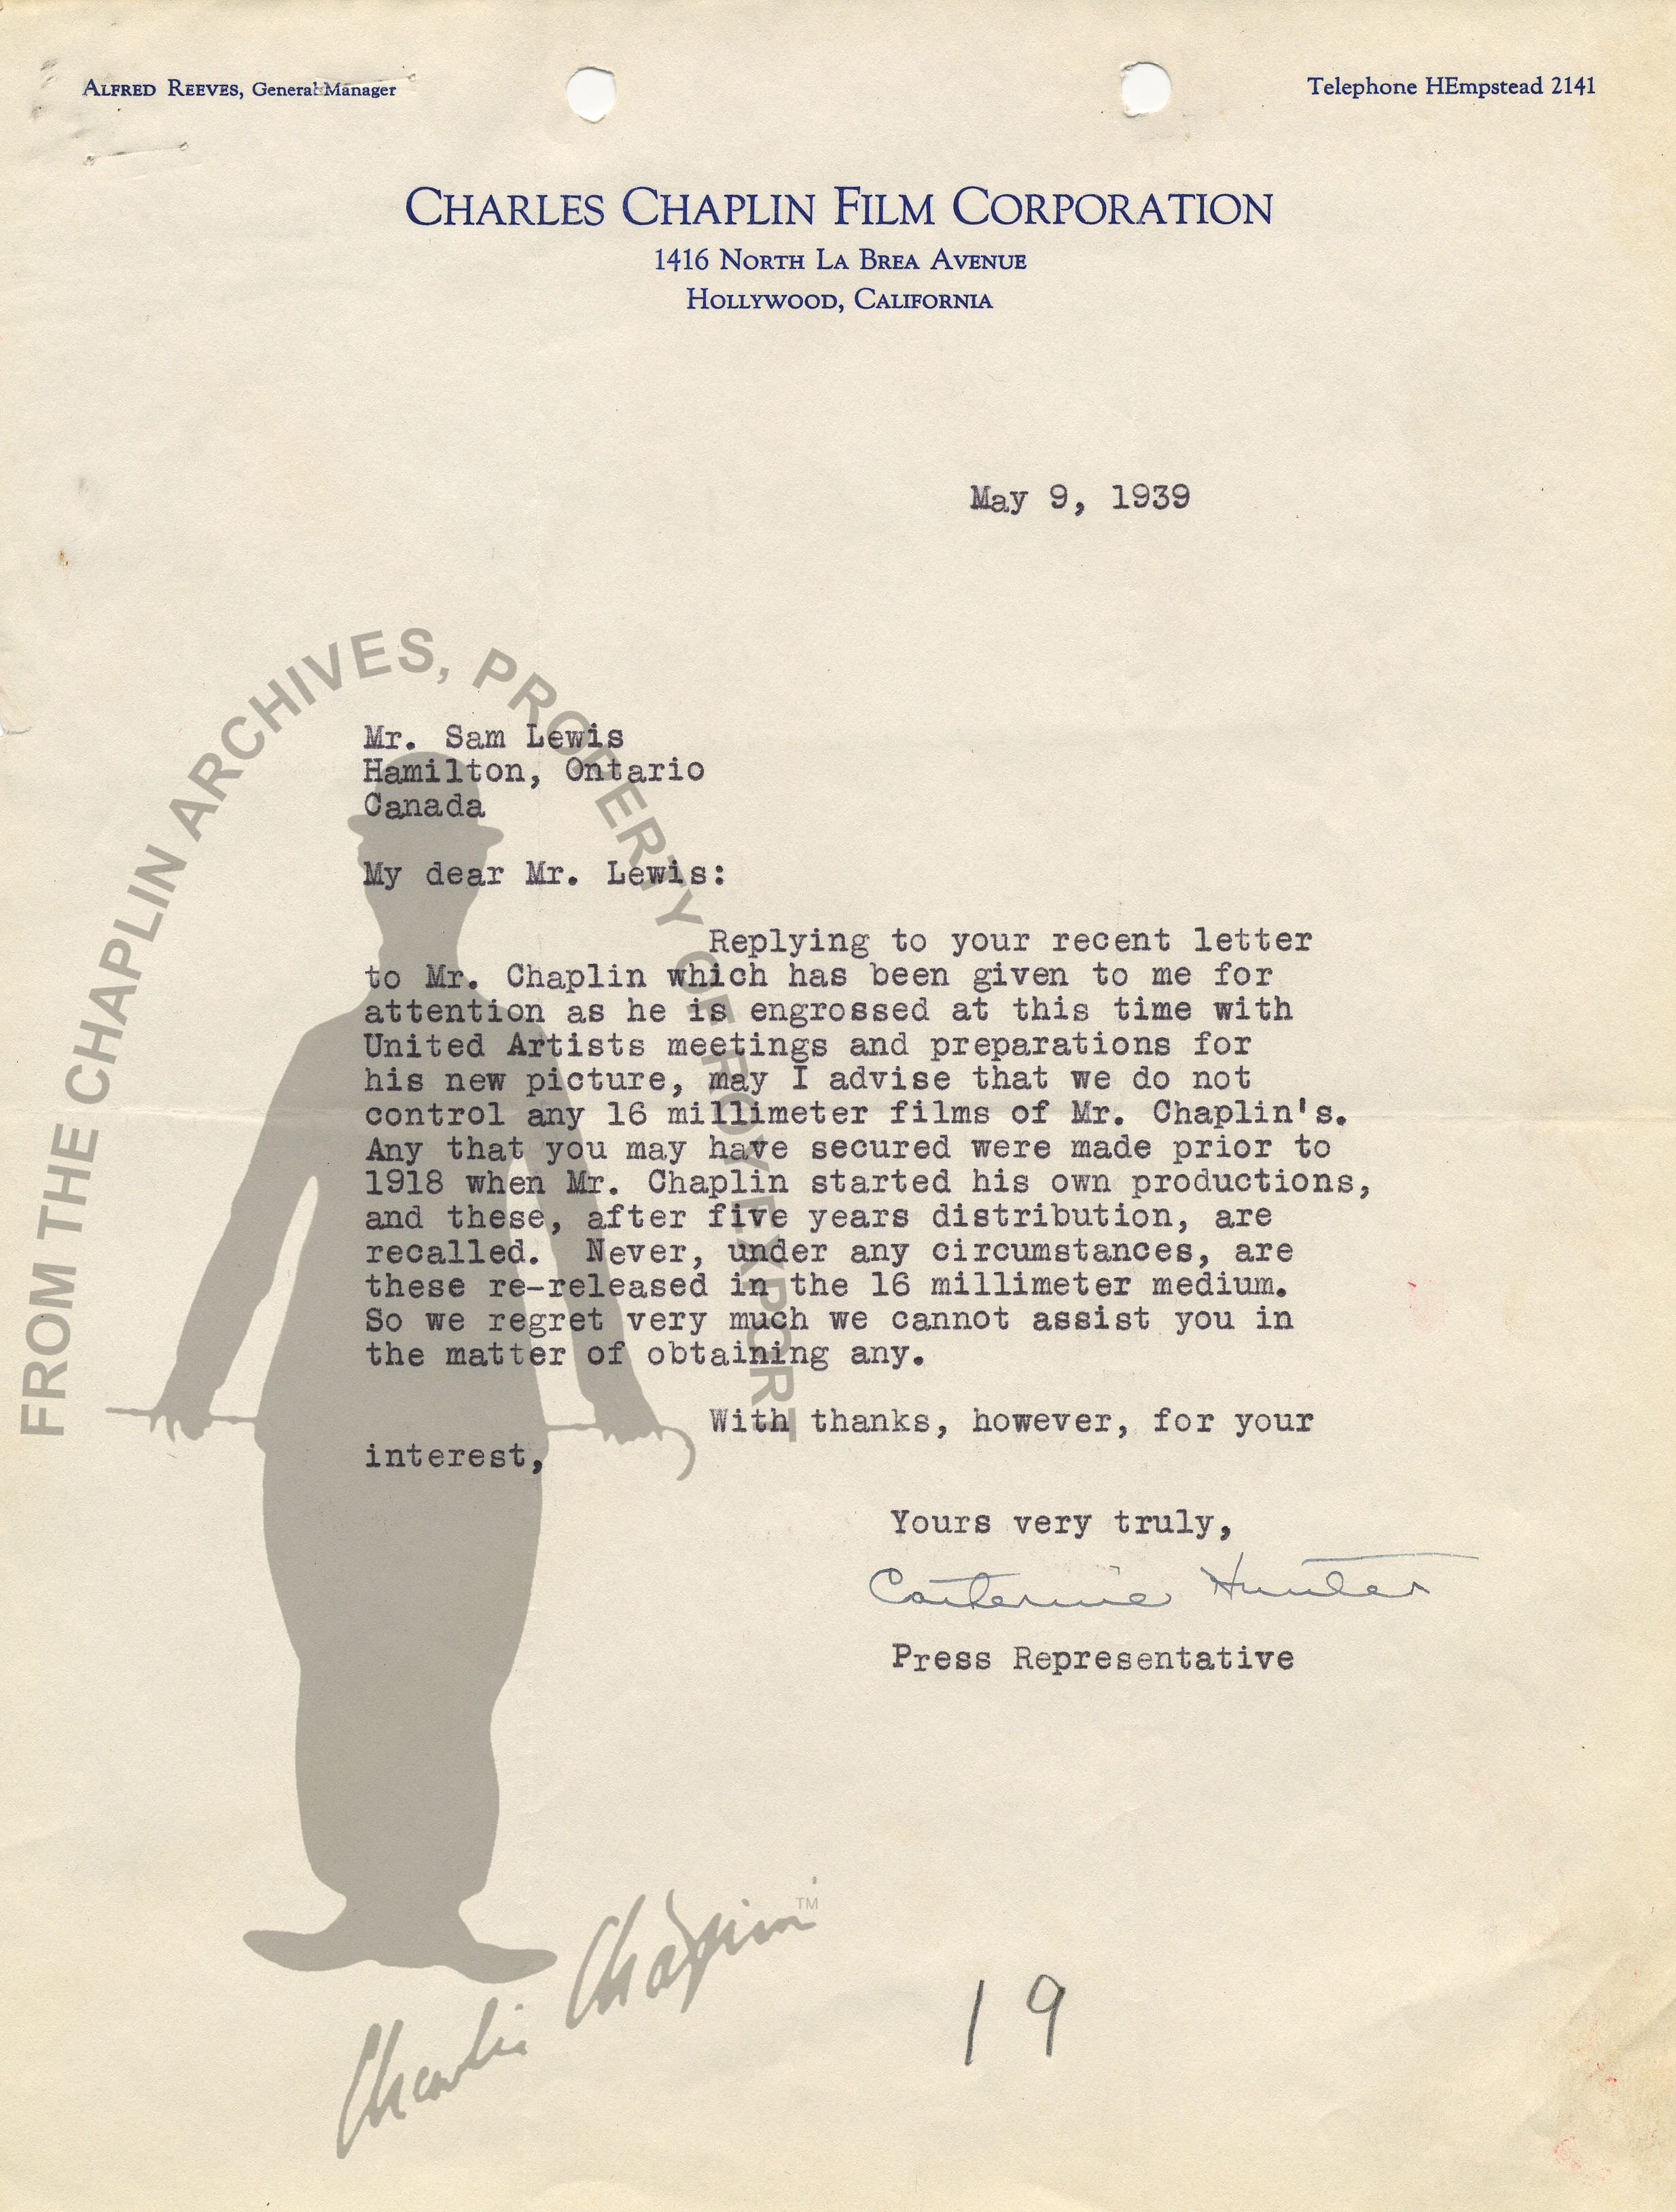 ALFRED REEVES, General Manager
Telephone HEmpstead 2141
CHARLES CHAPLIN FILM CORPORATION
1416 NORTH LA BREA AVENUE
HOLLYWOOD, CALIFORNIA
May 9, 1939
FROM THE CHAPLIN ARCHIVES, PROPERTY OF ROY EXPORT
Mr. Sam Lewis
Hamilton, Ontario
Canada
My dear Mr. Lewis:
Replying to your recent letter
to Mr. Chaplin which has been given to me for
attention as he is engrossed at this time with
United Artists meetings and preparations for
his new picture, may I advise that we do not
control any 16 millimeter films of Mr. Chaplin's.
Any that you may have secured were made prior to
1918 when Mr. Chaplin started his own productions,
and these, after five years distribution, are
recalled.  Never, under any circumstances, are
these re-released in the 16 millimeter medium.
So we regret very much we cannot assist you in
the matter of obtaining any.
With thanks, however, for your
interest,
Yours very truly,
Catherine Hunter
Press Representative
Charlie Chaplin TM
19